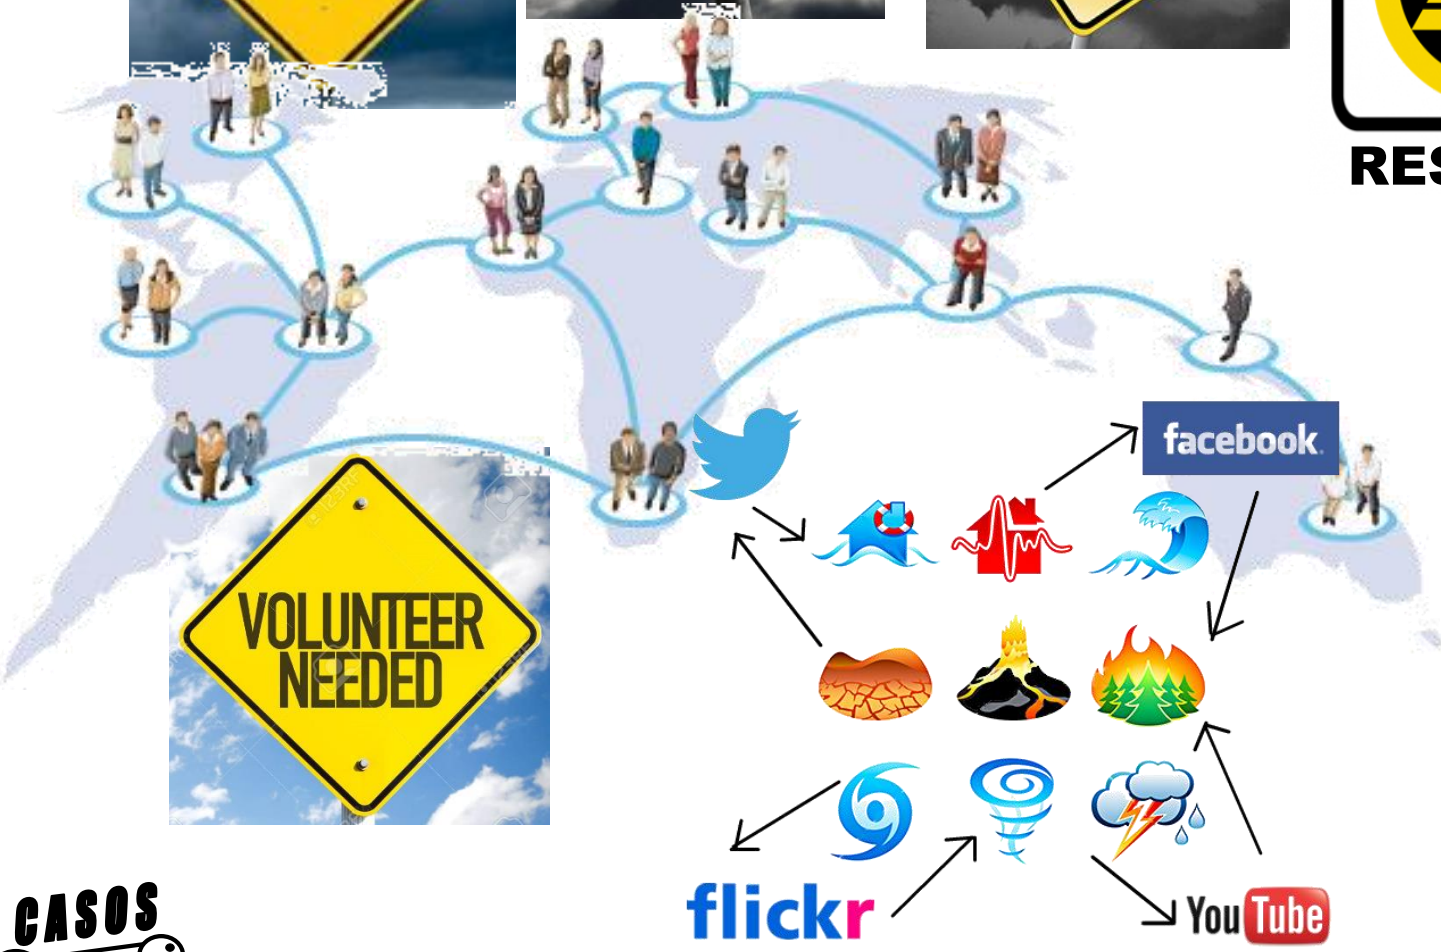 RES
facebook
VOLUNTEER
NEEDED
CASOS
flickr
YouTube